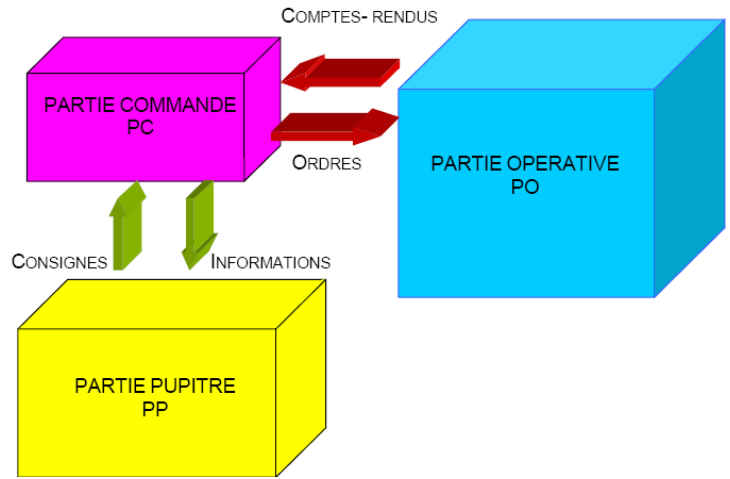 COMPTES- RENDUS
PARTIE COMMANDE
PC
ORDRES
PARTIE OPERATIVE
PO
CONSIGNES
INFORMATIONS
PARTIE PUPITRE
PP